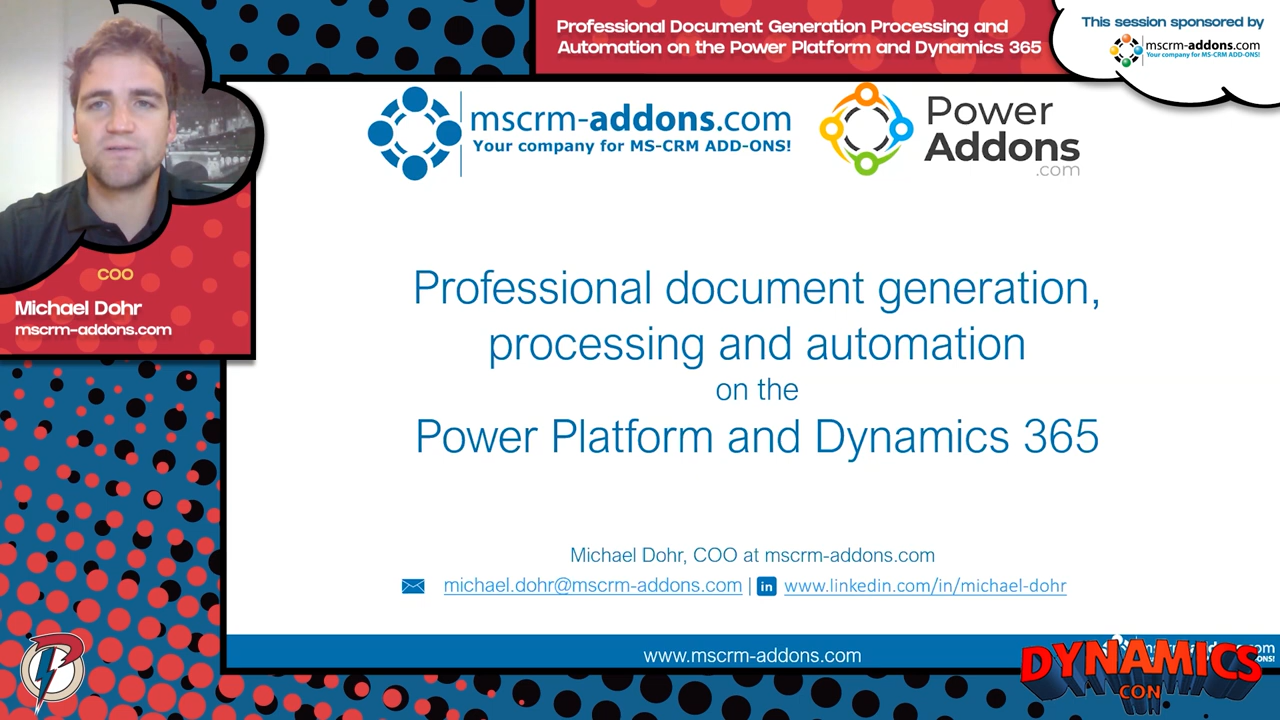 Professional Document Generation Processing and
Automation on the Power Platform and Dynamics 365
This session sponsored by
mscrm-addons.com
Your company for MS-CRM ADD-ONS!
mscrm-addons.com
Your company for MS-CRM ADD-ONS!
Power
Addons
.com
COO
Michael Dohr
mscrm-addons.com
Professional document generation,
processing and automation
on the
Power Platform and Dynamics 365
Michael Dohr, COO at mscrm-addons.com
michael.dohr@mscrm-addons.com | in www.linkedin.com/in/michael-dohr
www.mscrm-addons.com
DYNAMICS
CON